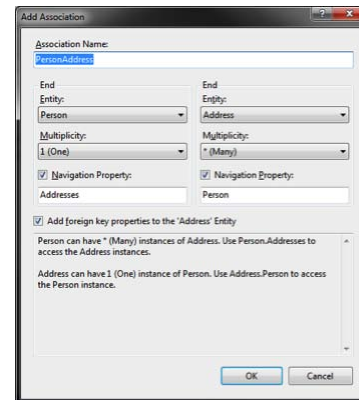 Add Association
Association Name:
PersonAddress
End
Entity:
Person
Multiplicity:
1 (One)
Navigation Property:
Addresses
End
Entity:
Address
Multiplicity:
* (Many)
Navigation Property:
Person
Add foreign key properties to the 'Address' Entity
Person can have * (Many) instances of Address. Use Person.Addresses to
access the Address instances.
Address can have 1 (One) instance of Person. Use Address.Person to access
the Person instance.
OK
Cancel